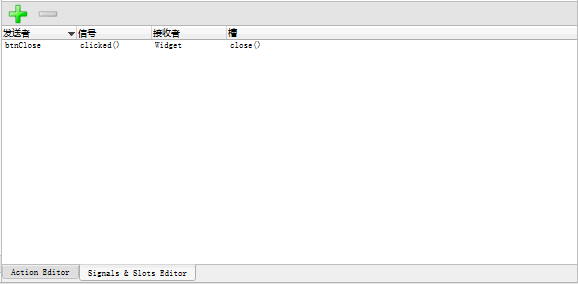 发送者 信号 接收者 槽
btnClose clicked() Widget close()
Action Editor Signals & Slots Editor